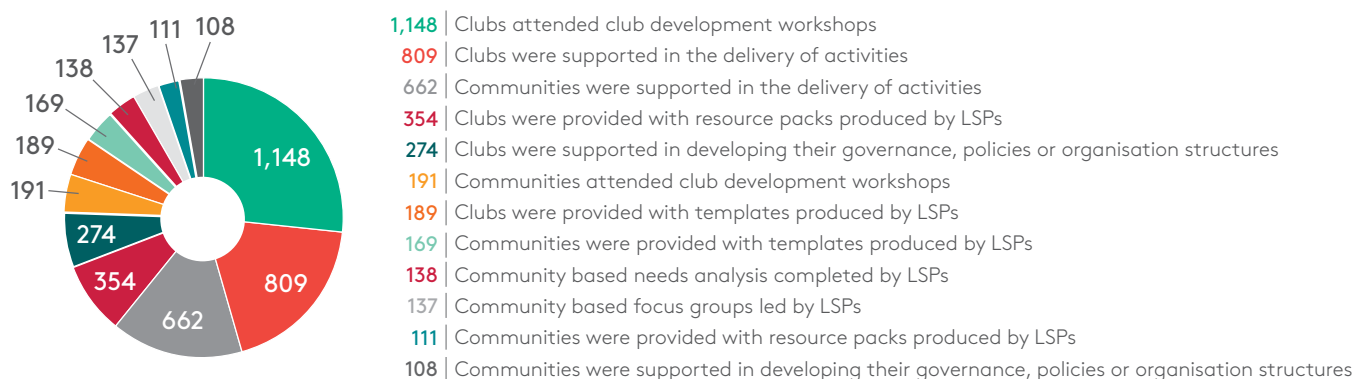 108
111
137
138
169
189
191
274
354
662
809
1,148
1,148 Clubs attended club development workshops
809 Clubs were supported in the delivery of activities
662 Communities were supported in the delivery of activities
354 Clubs were provided with resource packs produced by LSPs
274 Clubs were supported in developing their governance, policies or organisation structures
191 Communities attended club development workshops
189 Clubs were provided with templates produced by LSPs
169 Communities were provided with templates produced by LSPs
138 Community based needs analysis completed by LSPs
137 Community based focus groups led by LSPs
111 Communities were provided with resource packs produced by LSPs
108 Communities were supported in developing their governance, policies or organisation structures